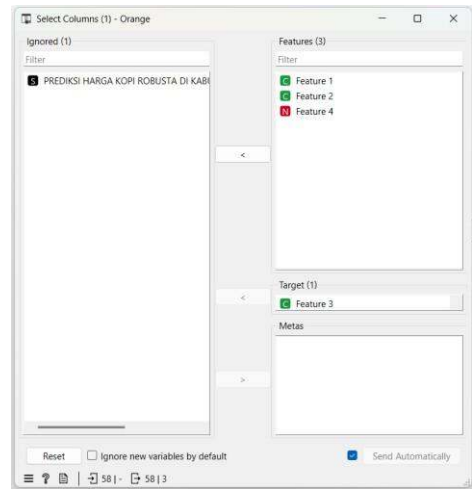 Select Columns (1) - Orange
Ignored (1)
Filter
S PREDIKSI HARGA KOPI ROBUSTA DI KAB
Features (3)
Filter
C Feature 1
C Feature 2
N Feature 4
<
Target (1)
<
C Feature 3
Metas
>
Reset
Ignore new variables by default
Send Automatically
? 58 | - 58 | 3